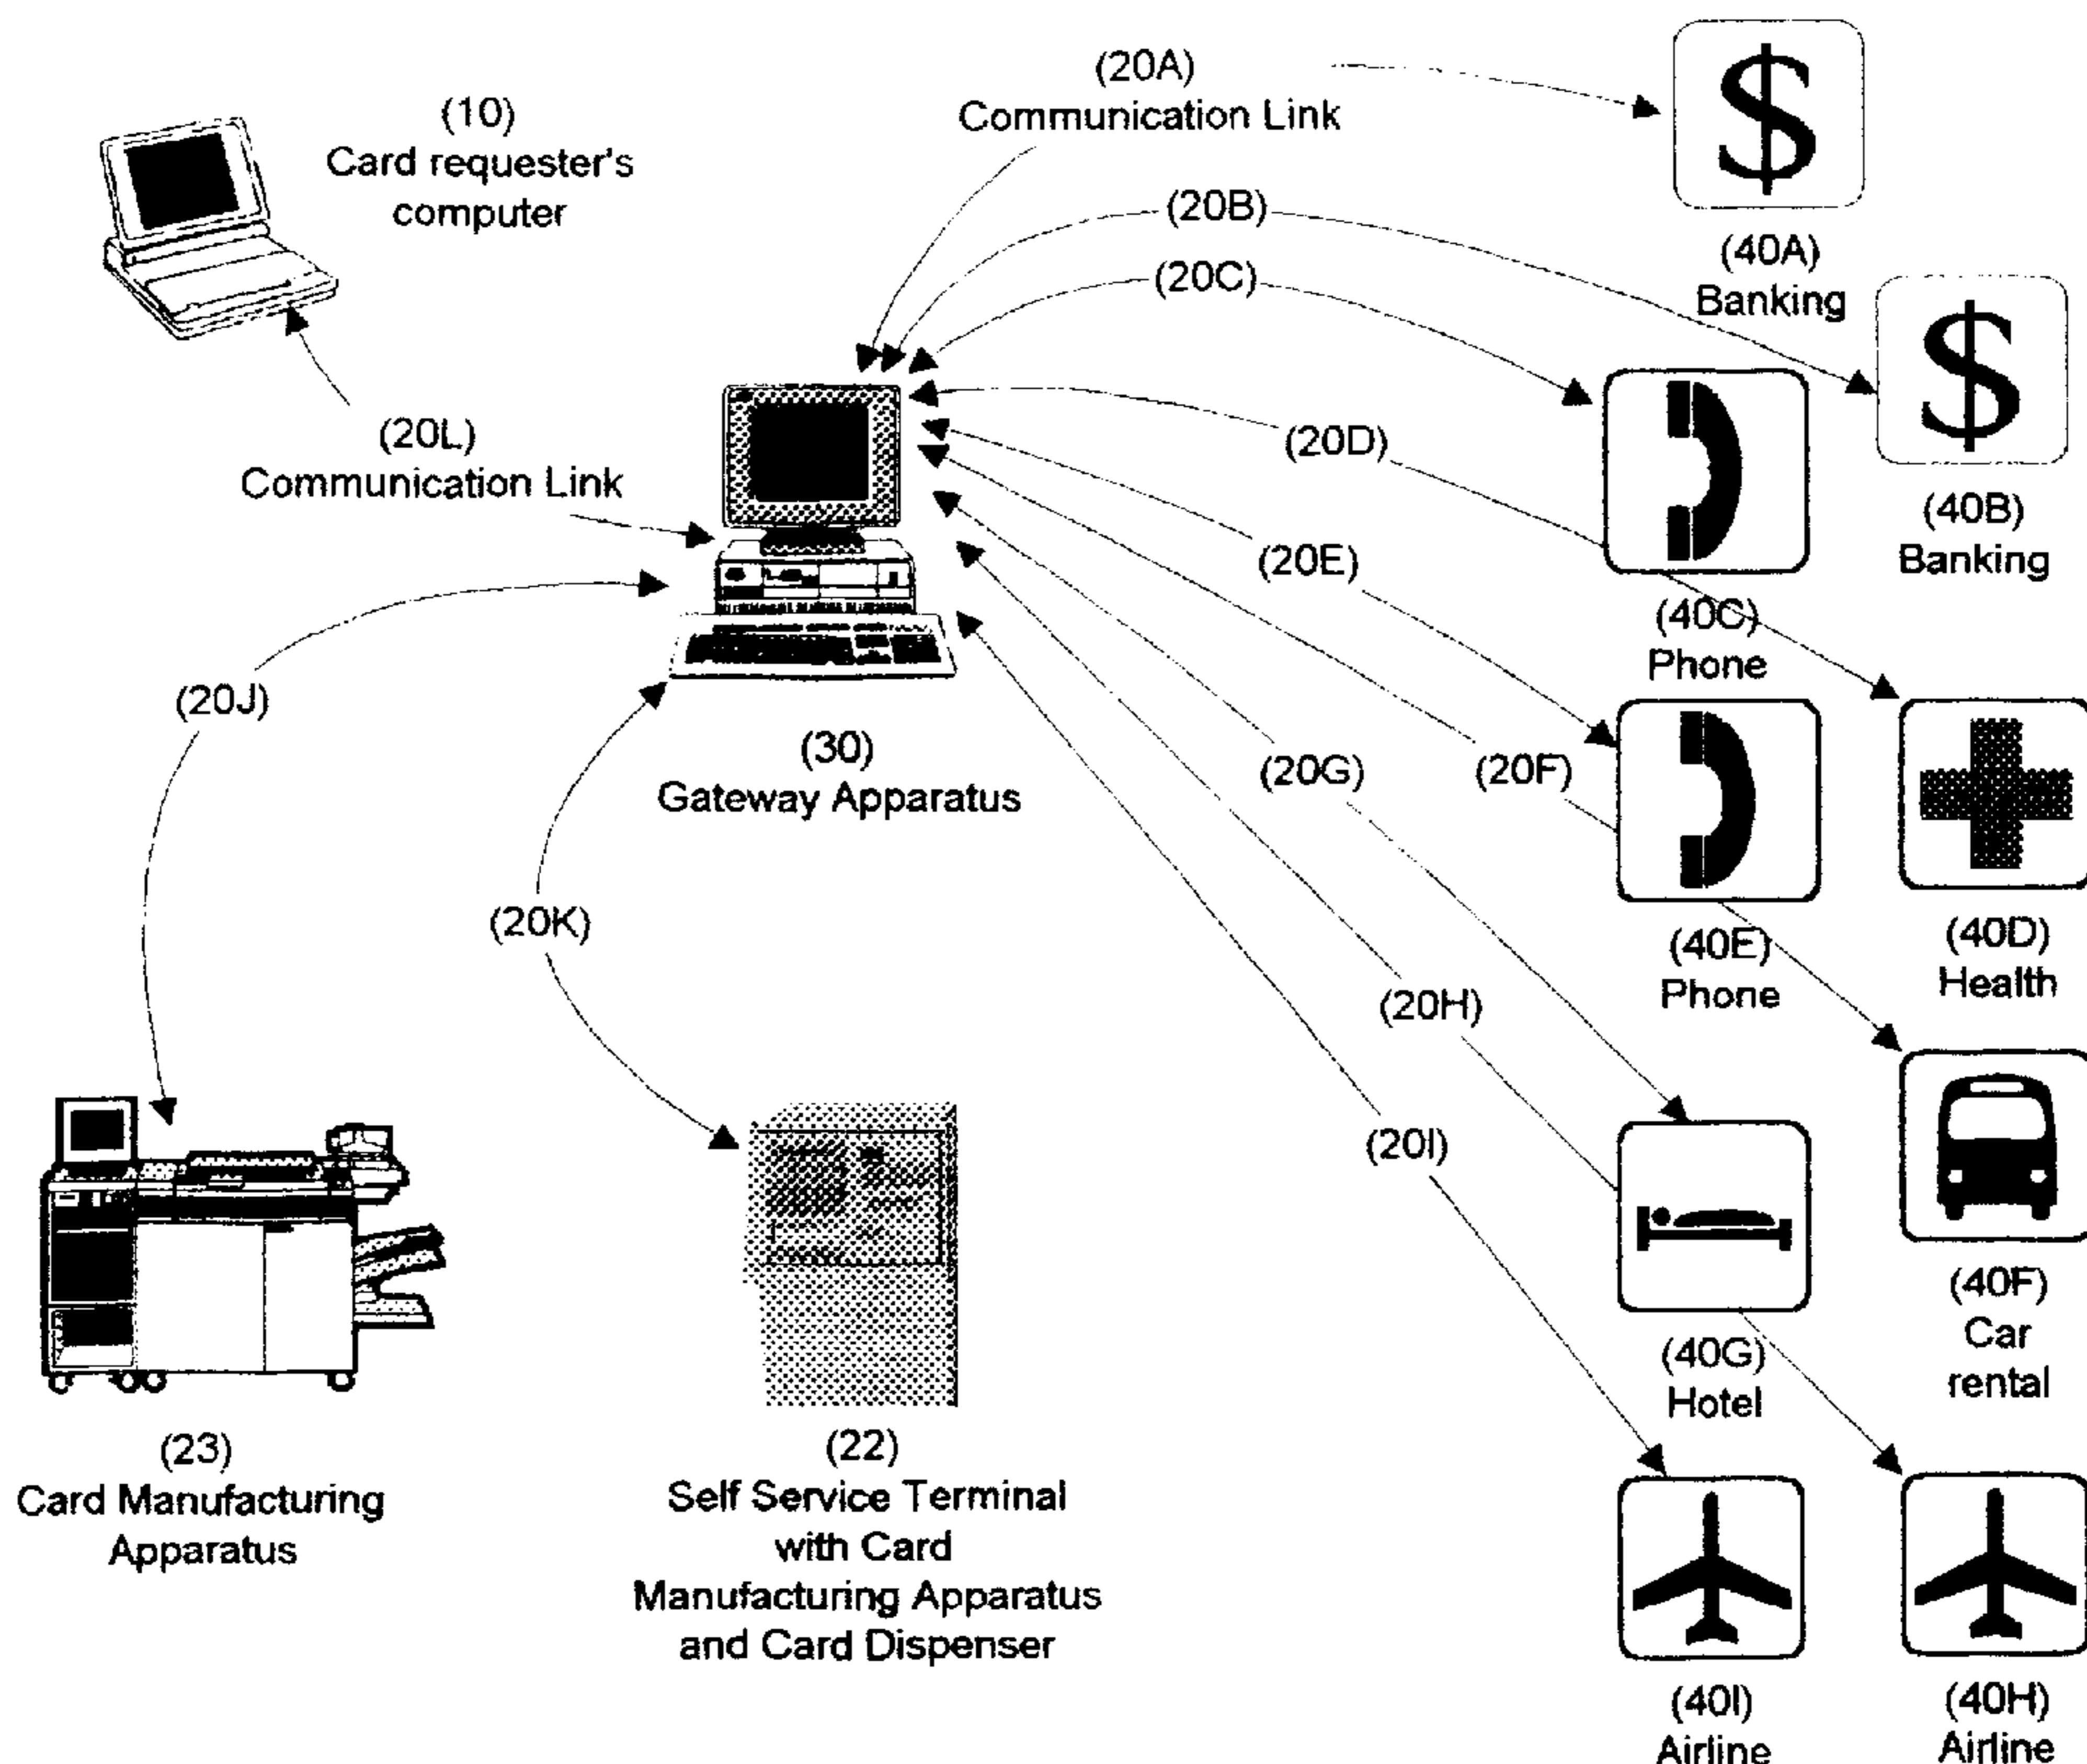 (10)
Card requester's
computer
(20A)
Communication Link
$
(40A)
Banking
(20B)
(20C)
$
(40B)
Banking
(20L)
Communication Link
(20D)
(20E)
(40C)
Phone
(20J)
(30)
Gateway Apparatus
(20G)
(20F)
(20K)
(40E)
Phone
(40D)
Health
(20H)
(20I)
(40F)
Car
rental
(40G)
Hotel
(23)
Card Manufacturing
Apparatus
(22)
Self Service Terminal
with Card
Manufacturing Apparatus
and Card Dispenser
(40I)
Airline
(40H)
Airline